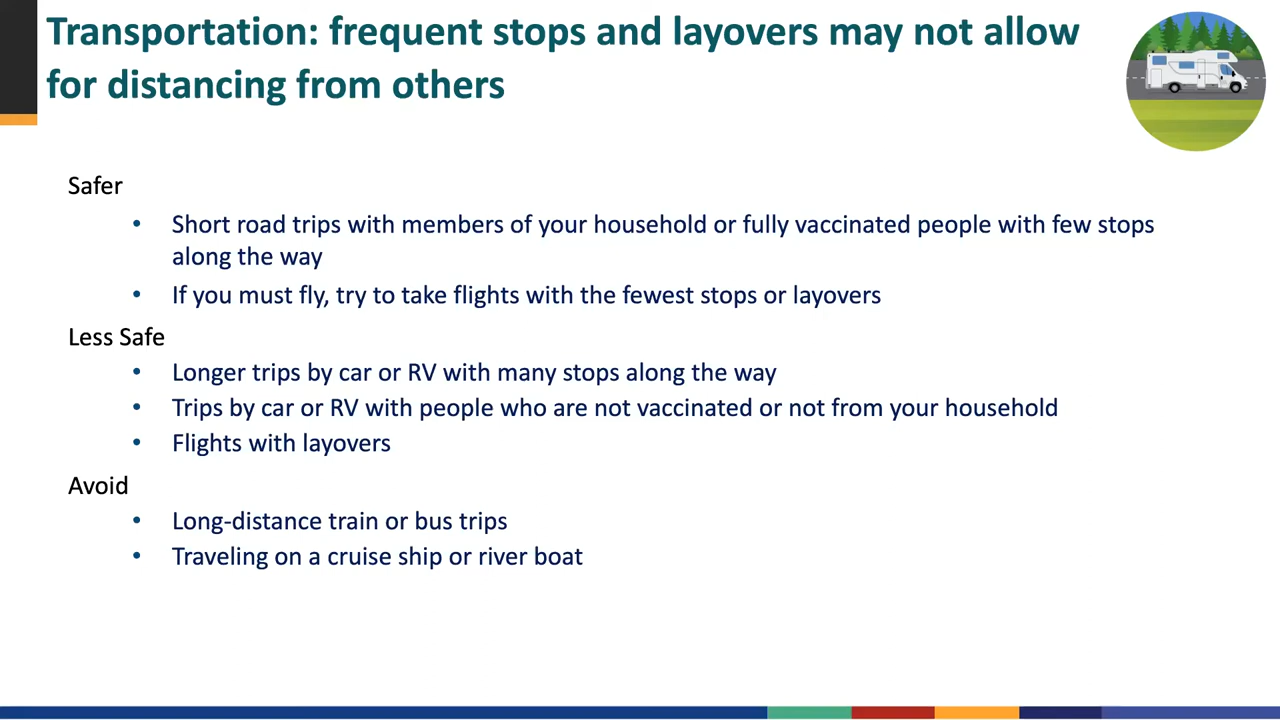 Transportation: frequent stops and layovers may not allow
for distancing from others
Safer
• Short road trips with members of your household or fully vaccinated people with few stops
along the way
• If you must fly, try to take flights with the fewest stops or layovers
Less Safe
• Longer trips by car or RV with many stops along the way
• Trips by car or RV with people who are not vaccinated or not from your household
• Flights with layovers
Avoid
• Long-distance train or bus trips
• Traveling on a cruise ship or river boat